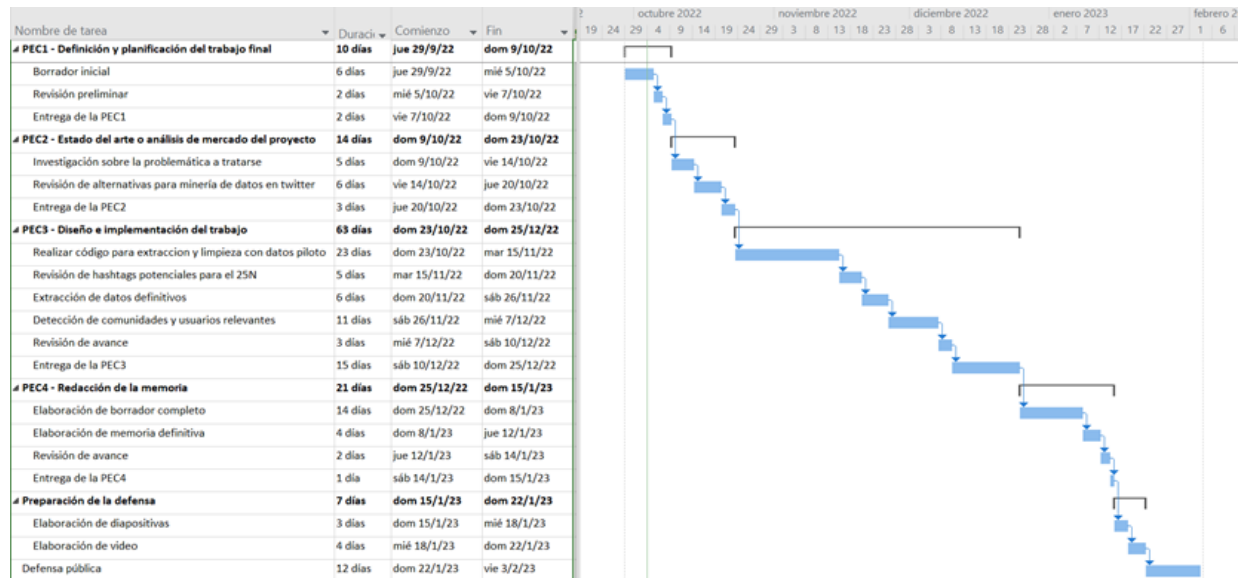 2 octubre 2022 noviembre 2022 diciembre 2022 enero 2023 febrero 2
Nombre de tarea Duraci Comienzo Fin 19 24 29 4 9 14 19 24 29 3 8 13 18 23 28 3 8 13 18 23 28 2 7 12 17 22 27 1 6
PEC1 - Definición y planificación del trabajo final 10 días jue 29/9/22 dom 9/10/22
Borrador inicial 6 días jue 29/9/22 mié 5/10/22
Revisión preliminar 2 días mié 5/10/22 vie 7/10/22
Entrega de la PEC1 2 días vie 7/10/22 dom 9/10/22
PEC2 - Estado del arte o análisis de mercado del proyecto 14 días dom 9/10/22 dom 23/10/22
Investigación sobre la problemática a tratarse 5 días dom 9/10/22 vie 14/10/22
Revisión de alternativas para minería de datos en twitter 6 días vie 14/10/22 jue 20/10/22
Entrega de la PEC2 3 días jue 20/10/22 dom 23/10/22
PEC3 - Diseño e implementación del trabajo 63 días dom 23/10/22 dom 25/12/22
Realizar código para extraccion y limpieza con datos piloto 23 días dom 23/10/22 mar 15/11/22
Revisión de hashtags potenciales para el 25N 5 días mar 15/11/22 dom 20/11/22
Extracción de datos definitivos 6 días dom 20/11/22 sáb 26/11/22
Detección de comunidades y usuarios relevantes 11 días sáb 26/11/22 mié 7/12/22
Revisión de avance 3 días mié 7/12/22 sáb 10/12/22
Entrega de la PEC3 15 días sáb 10/12/22 dom 25/12/22
PEC4 - Redacción de la memoria 21 días dom 25/12/22 dom 15/1/23
Elaboración de borrador completo 14 días dom 25/12/22 dom 8/1/23
Elaboración de memoria definitiva 4 días dom 8/1/23 jue 12/1/23
Revisión de avance 2 días jue 12/1/23 sáb 14/1/23
Entrega de la PEC4 1 día sáb 14/1/23 dom 15/1/23
Preparación de la defensa 7 días dom 15/1/23 dom 22/1/23
Elaboración de diapositivas 3 días dom 15/1/23 mié 18/1/23
Elaboración de video 4 días mié 18/1/23 dom 22/1/23
Defensa pública 12 días dom 22/1/23 vie 3/2/23